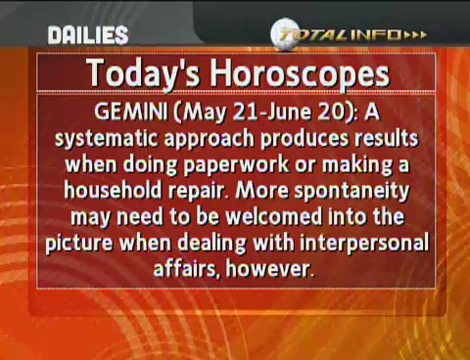 DAILIES
TOTALINFO
Today's Horoscopes
GEMINI (May 21-June 20): A
systematic approach produces results
when doing paperwork or making a
household repair. More spontaneity
may need to be welcomed into the
picture when dealing with interpersonal
affairs, however.